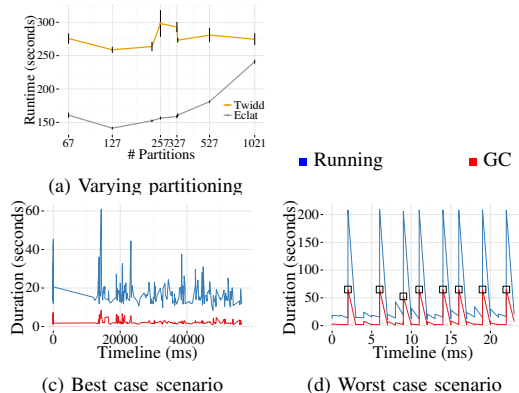 300
250
200
150
Runtime (seconds)
Twidd
Eclat
67 127 257 327 527 1021
# Partitions
(a) Varying partitioning
Running GC
60
40
20
0
Duration (seconds)
0 20000 40000
Timeline (ms)
(c) Best case scenario
200
150
100
50
0
Duration (seconds)
0 5 10 15 20
Timeline (ms)
(d) Worst case scenario